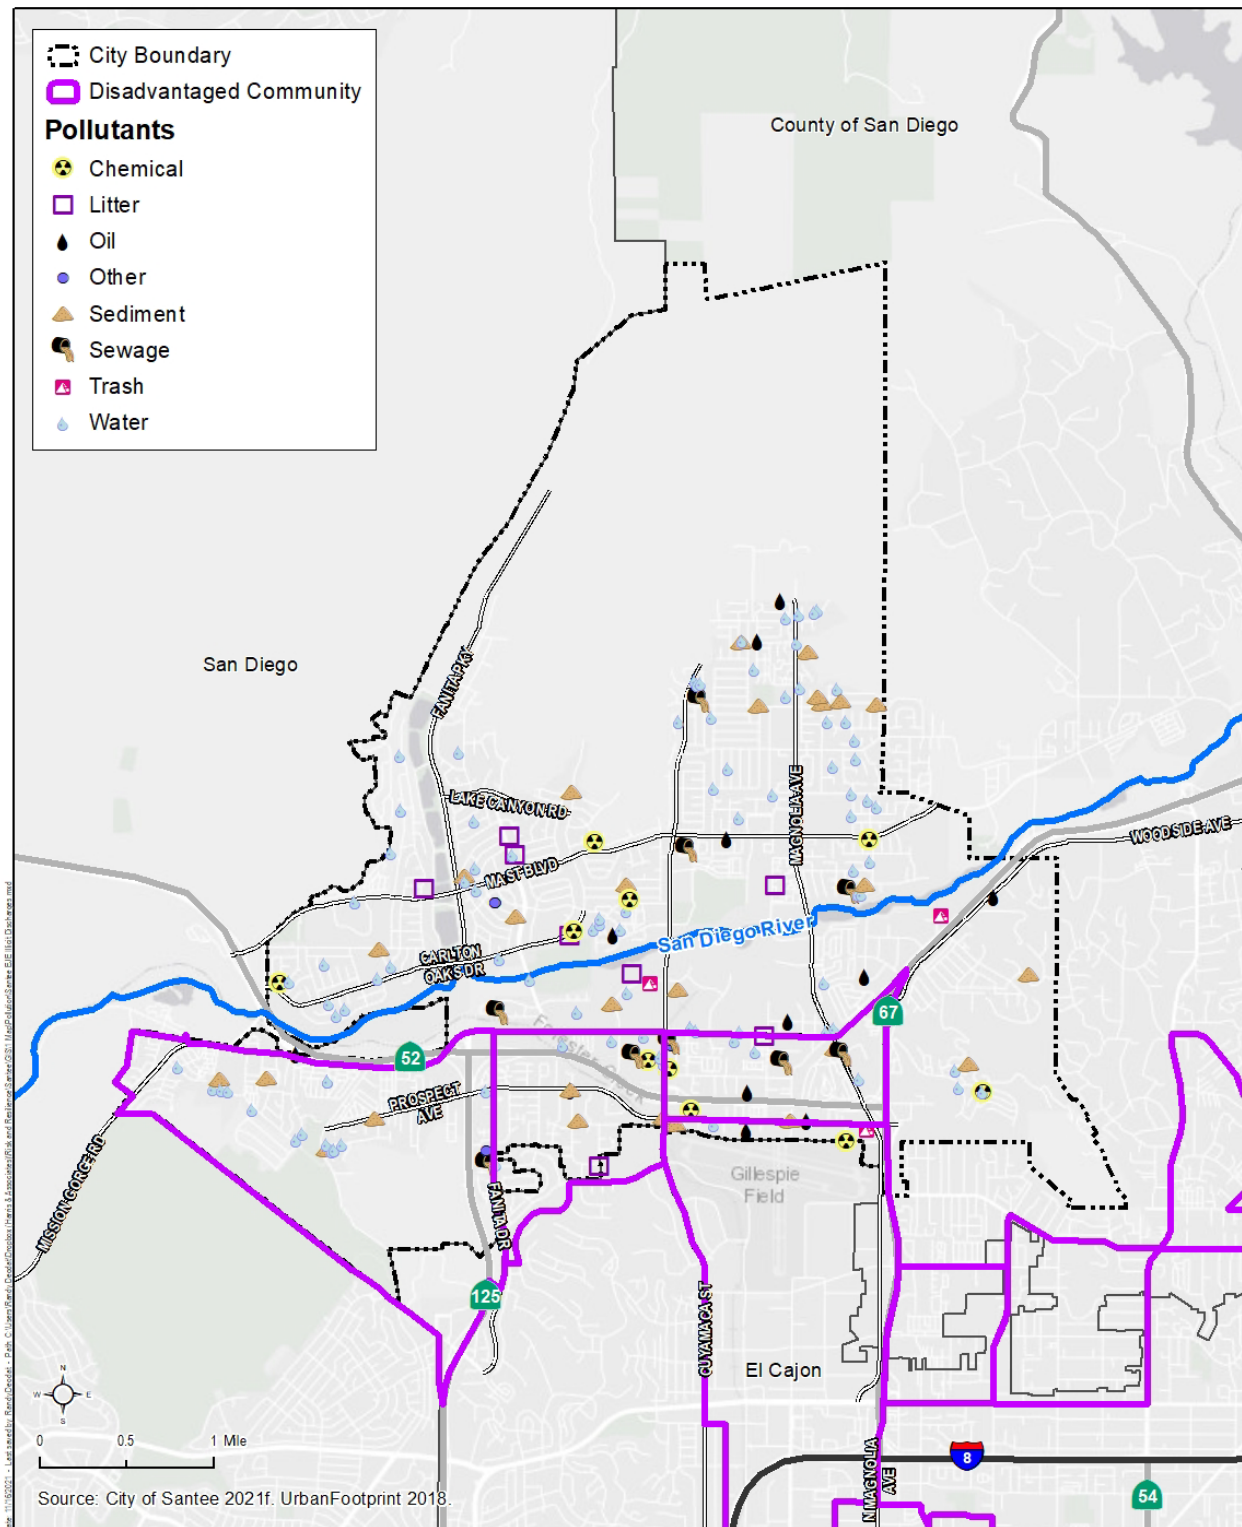 City Boundary
Disadvantaged Community
Pollutants
Chemical
Litter
Oil
Other
Sediment
Sewage
Trash
Water
County of San Diego
San Diego
FANITA PKY
LAKE CANYON RD
MAST BLVD
MAGNOLIA AVE
WOODSIDE AVE
San Diego River
CARLTON
OAKS DR
67
52
Forester Creek
PROSPECT
AVE
MISSION GORGE RD
FANITA DR
Gillespie
Field
125
CUYAMACA ST
El Cajon
N MAGNOLIA
AVE
8
54
N
W
E
S
0
0.5
1 Mile
Source: City of Santee 2021f. UrbanFootprint 2018.